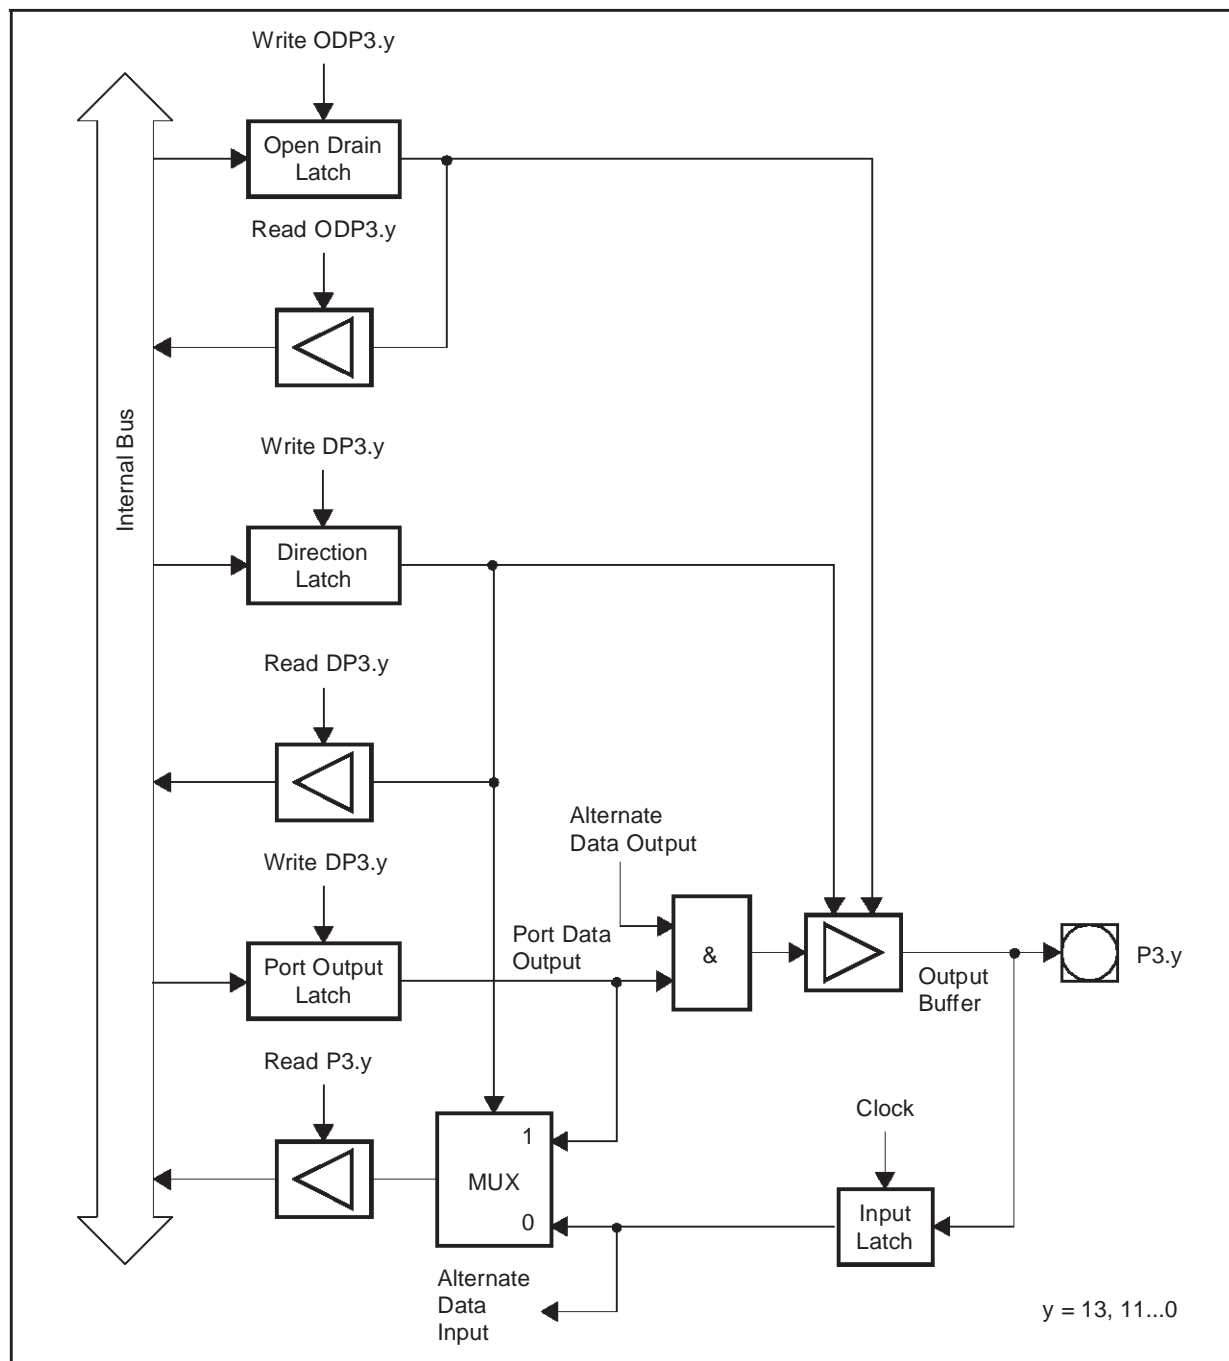 Write ODP3.y
Open Drain
Latch
Read ODP3.y
Internal Bus
Write DP3.y
Direction
Latch
Read DP3.y
Alternate
Data Output
Write DP3.y
Port Data
Output
&
Port Output
Latch
P3.y
Output
Buffer
Read P3.y
Clock
1
MUX
0
Input
Latch
Alternate
Data
Input
y = 13, 11...0